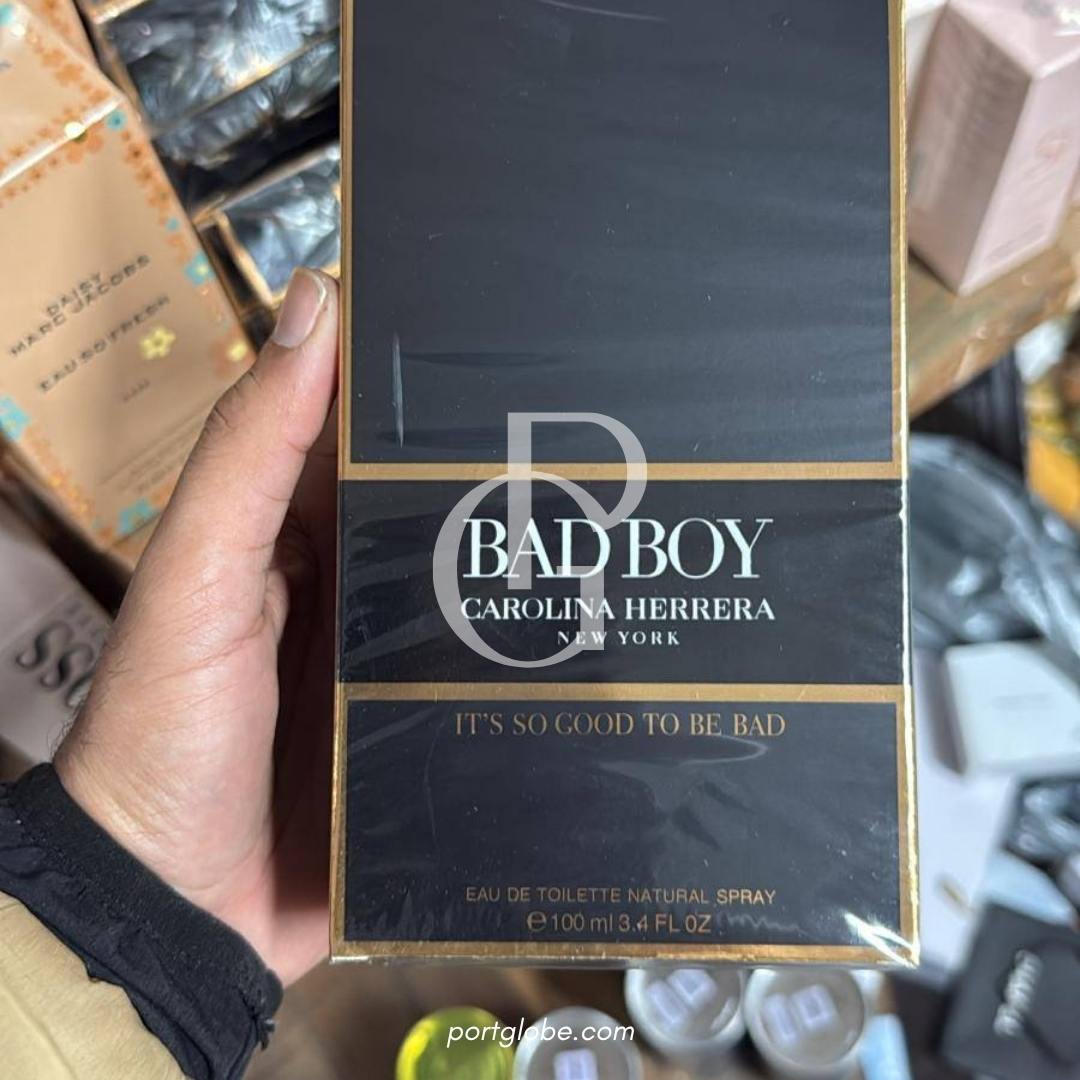 BAD BOY
CAROLINA HERRERA
NEW YORK
IT'S SO GOOD TO BE BAD
EAU DE TOILETTE NATURAL SPRAY
℮ 100 ml 3.4 FL OZ
DAISY
MARC JACOBS
EAU SO FRESH
portglobe.com